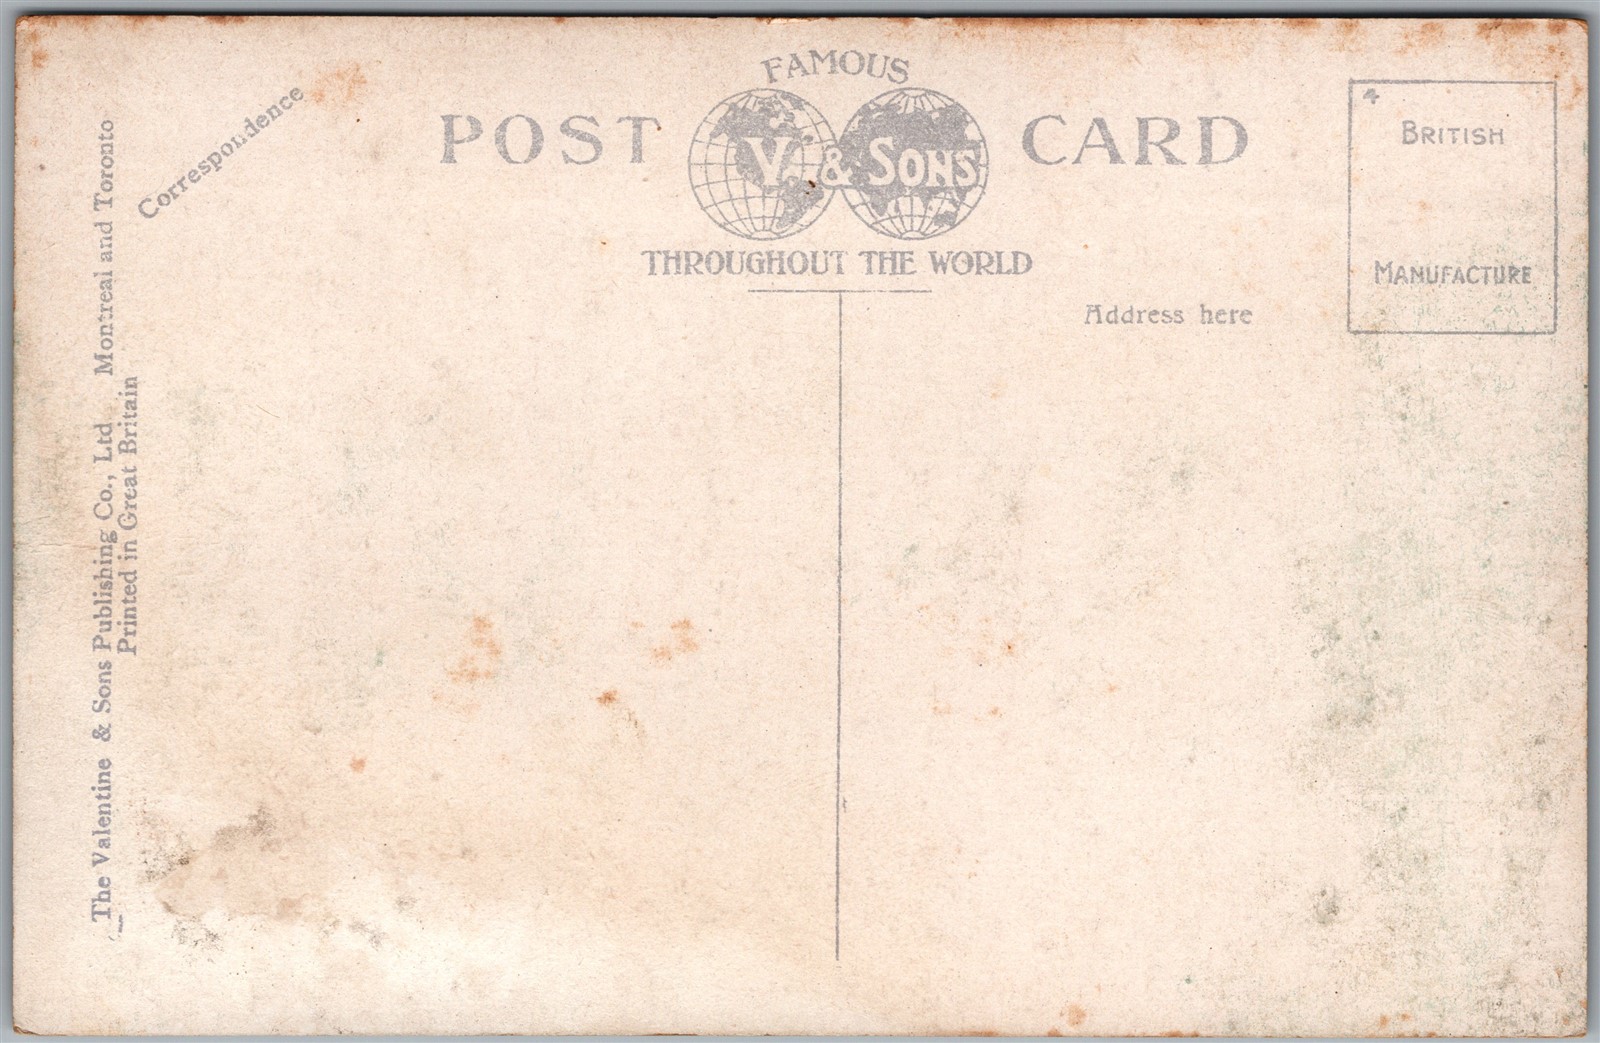 FAMOUS
POST CARD
V. & SONS
THROUGHOUT THE WORLD
Correspondence
Address here
BRITISH
MANUFACTURE
4
The Valentine & Sons Publishing Co., Ltd. Montreal and Toronto
Printed in Great Britain